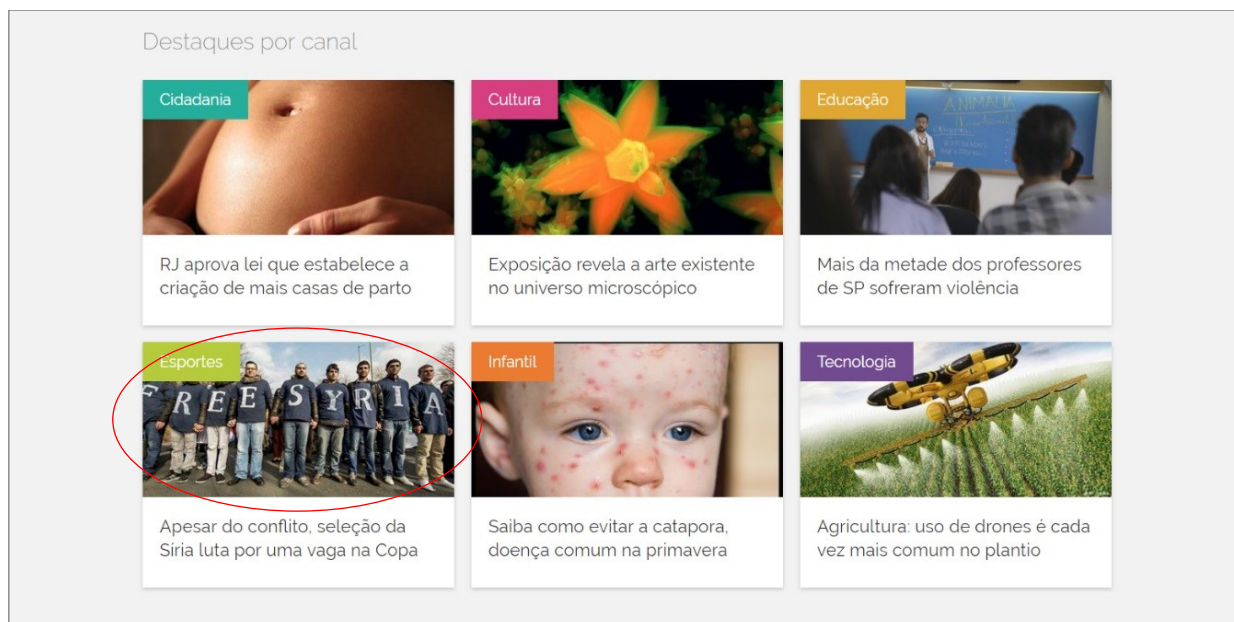 Destaques por canal
Cidadania
RJ aprova lei que estabelece a
criação de mais casas de parto
Cultura
Exposição revela a arte existente
no universo microscópico
Educação
ANIMALIA
Mais da metade dos professores
de SP sofreram violência
Esportes
FREE SYRIA
Apesar do conflito, seleção da
Síria luta por uma vaga na Copa
Infantil
Saiba como evitar a catapora,
doença comum na primavera
Tecnologia
Agricultura: uso de drones é cada
vez mais comum no plantio